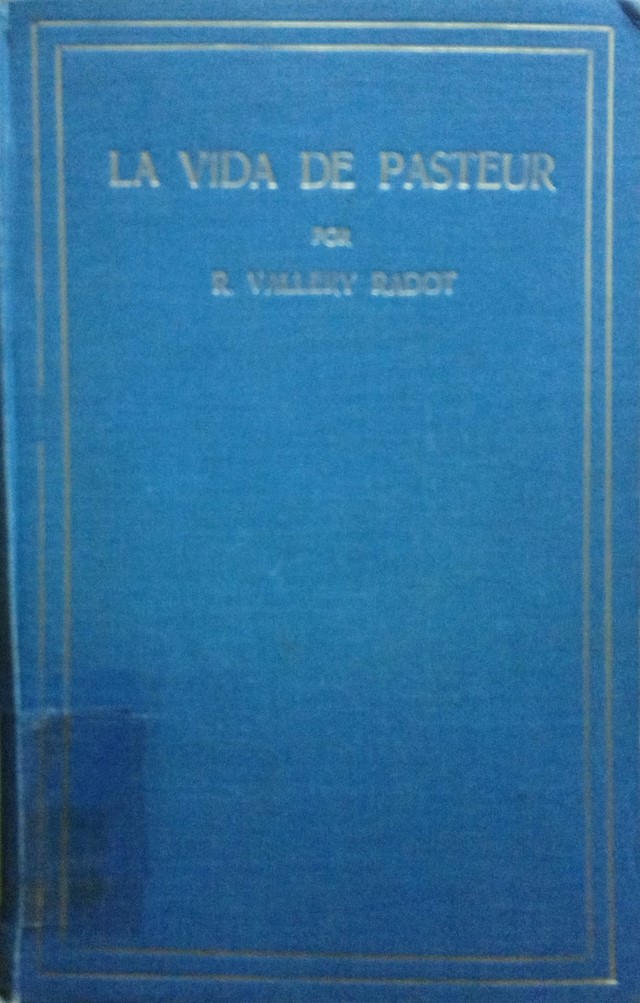 LA VIDA DE PASTEUR
POR
R. VALLERY RADOT